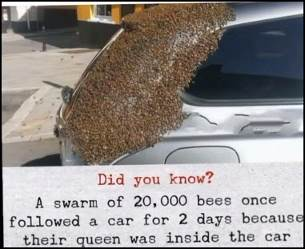 Did you know?
A swarm of 20,000 bees once
followed a car for 2 days because
their queen was inside the car